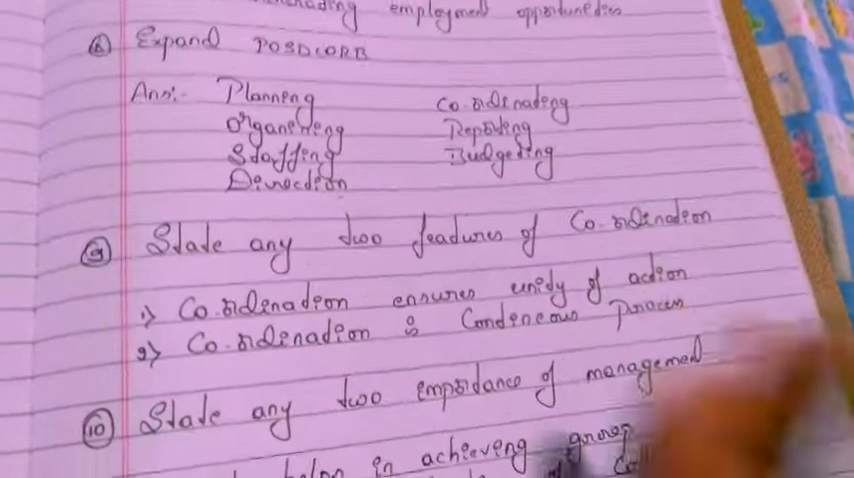 employment opportunities
8 Expand POSDCORB
Ans:- Planning
Organising
Staffing
Direction
Co-ordinating
Reporting
Budgeting
9 State any two features of Co-ordination
1) Co-ordination ensures unity of action
2) Co-ordination is Continuous process
10 State any two importance of management
helps in achieving group